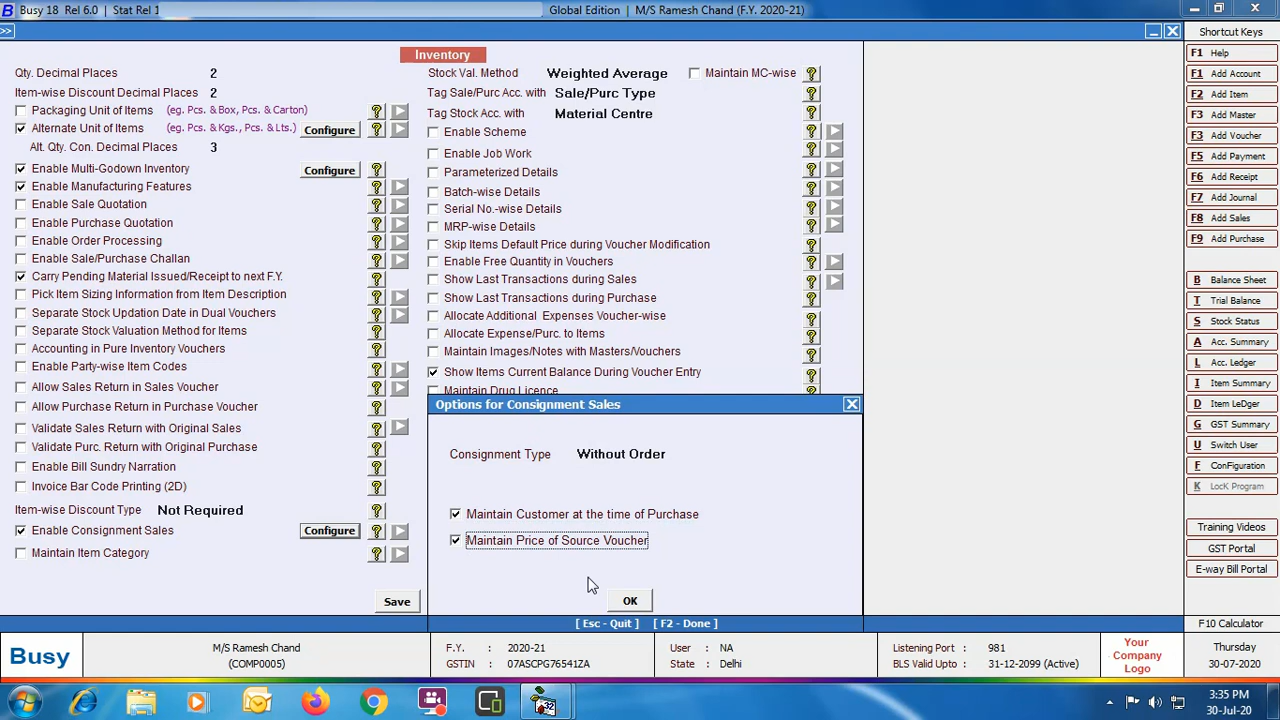 Busy 18 Rel 6.0 | Stat Rel 1
Global Edition | M/S Ramesh Chand (F.Y. 2020-21)
>>
Inventory
Qty. Decimal Places 2
Item-wise Discount Decimal Places 2
Packaging Unit of Items (eg. Pcs. & Box, Pcs. & Carton)
Alternate Unit of Items (eg. Pcs. & Kgs., Pcs. & Lts.) Configure
Alt. Qty. Con. Decimal Places 3
Enable Multi-Godown Inventory Configure
Enable Manufacturing Features
Enable Sale Quotation
Enable Purchase Quotation
Enable Order Processing
Enable Sale/Purchase Challan
Carry Pending Material Issued/Receipt to next F.Y.
Pick Item Sizing Information from Item Description
Separate Stock Updation Date in Dual Vouchers
Separate Stock Valuation Method for Items
Accounting in Pure Inventory Vouchers
Enable Party-wise Item Codes
Allow Sales Return in Sales Voucher
Allow Purchase Return in Purchase Voucher
Validate Sales Return with Original Sales
Validate Purc. Return with Original Purchase
Enable Bill Sundry Narration
Invoice Bar Code Printing (2D)
Item-wise Discount Type Not Required
Enable Consignment Sales Configure
Maintain Item Category
Save
Stock Val. Method Weighted Average Maintain MC-wise
Tag Sale/Purc Acc. with Sale/Purc Type
Tag Stock Acc. with Material Centre
Enable Scheme
Enable Job Work
Parameterized Details
Batch-wise Details
Serial No.-wise Details
MRP-wise Details
Skip Items Default Price during Voucher Modification
Enable Free Quantity in Vouchers
Show Last Transactions during Sales
Show Last Transactions during Purchase
Allocate Additional Expenses Voucher-wise
Allocate Expense/Purc. to Items
Maintain Images/Notes with Masters/Vouchers
Show Items Current Balance During Voucher Entry
Maintain Drug Licence
Options for Consignment Sales
Consignment Type Without Order
Maintain Customer at the time of Purchase
Maintain Price of Source Voucher
OK
[ Esc - Quit ] [ F2 - Done ]
Shortcut Keys
F1 Help
F1 Add Account
F2 Add Item
F3 Add Master
F3 Add Voucher
F5 Add Payment
F6 Add Receipt
F7 Add Journal
F8 Add Sales
F9 Add Purchase
B Balance Sheet
T Trial Balance
S Stock Status
A Acc. Summary
L Acc. Ledger
I Item Summary
D Item LeDger
G GST Summary
U Switch User
F ConFiguration
K LocK Program
Training Videos
GST Portal
E-way Bill Portal
F10 Calculator
Busy
M/S Ramesh Chand
(COMP0005)
F.Y. : 2020-21
GSTIN : 07ASCPG76541ZA
User : NA
State : Delhi
Listening Port : 981
BLS Valid Upto : 31-12-2099 (Active)
Your
Company
Logo
Thursday
30-07-2020
32
3:35 PM
30-Jul-20